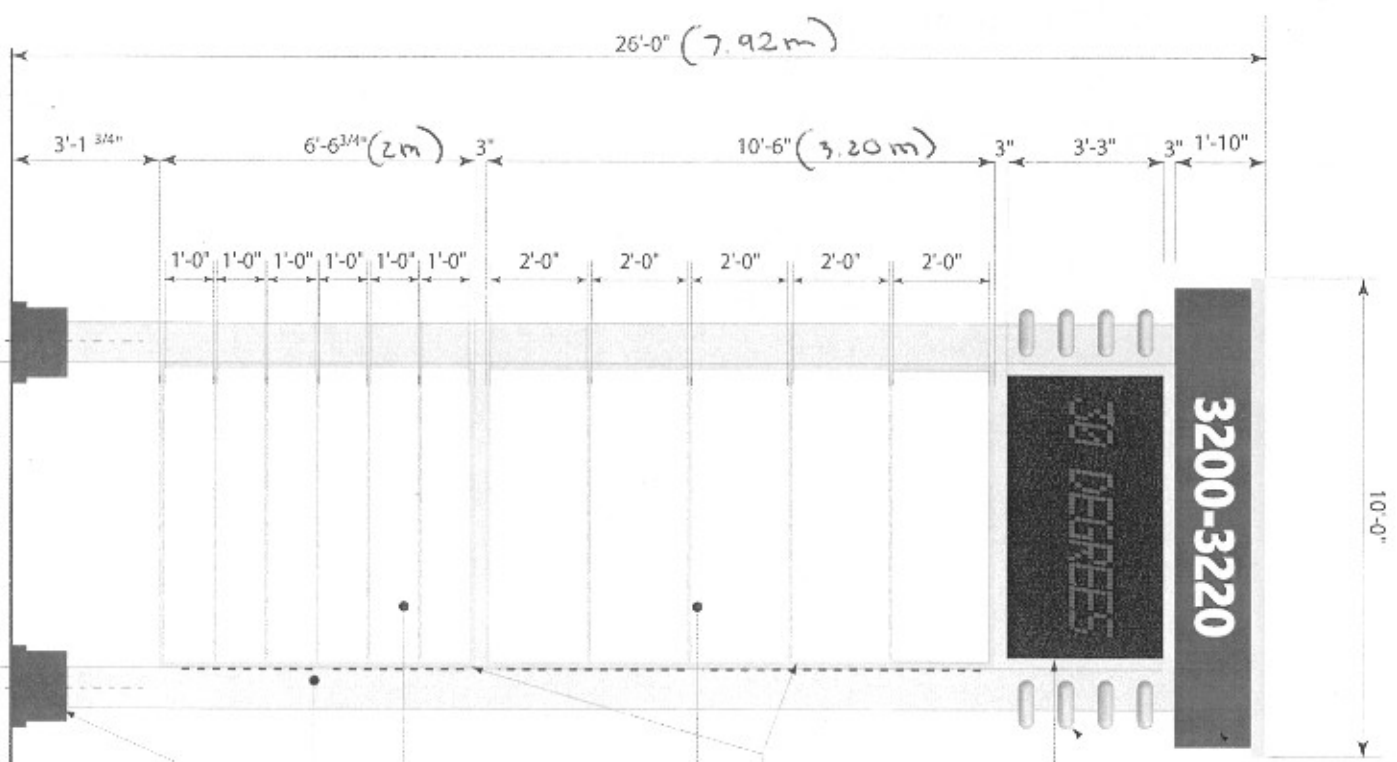 26'-0" (7.92m)
3'-1 3/4" 6'-6 3/4" (2m) 3" 10'-6" (3.20m) 3" 3'-3" 3" 1'-10"
1'-0" 1'-0" 1'-0" 1'-0" 1'-0" 1'-0" 2'-0" 2'-0" 2'-0" 2'-0" 2'-0"
30 DEGREES
3200-3220
10'-0"